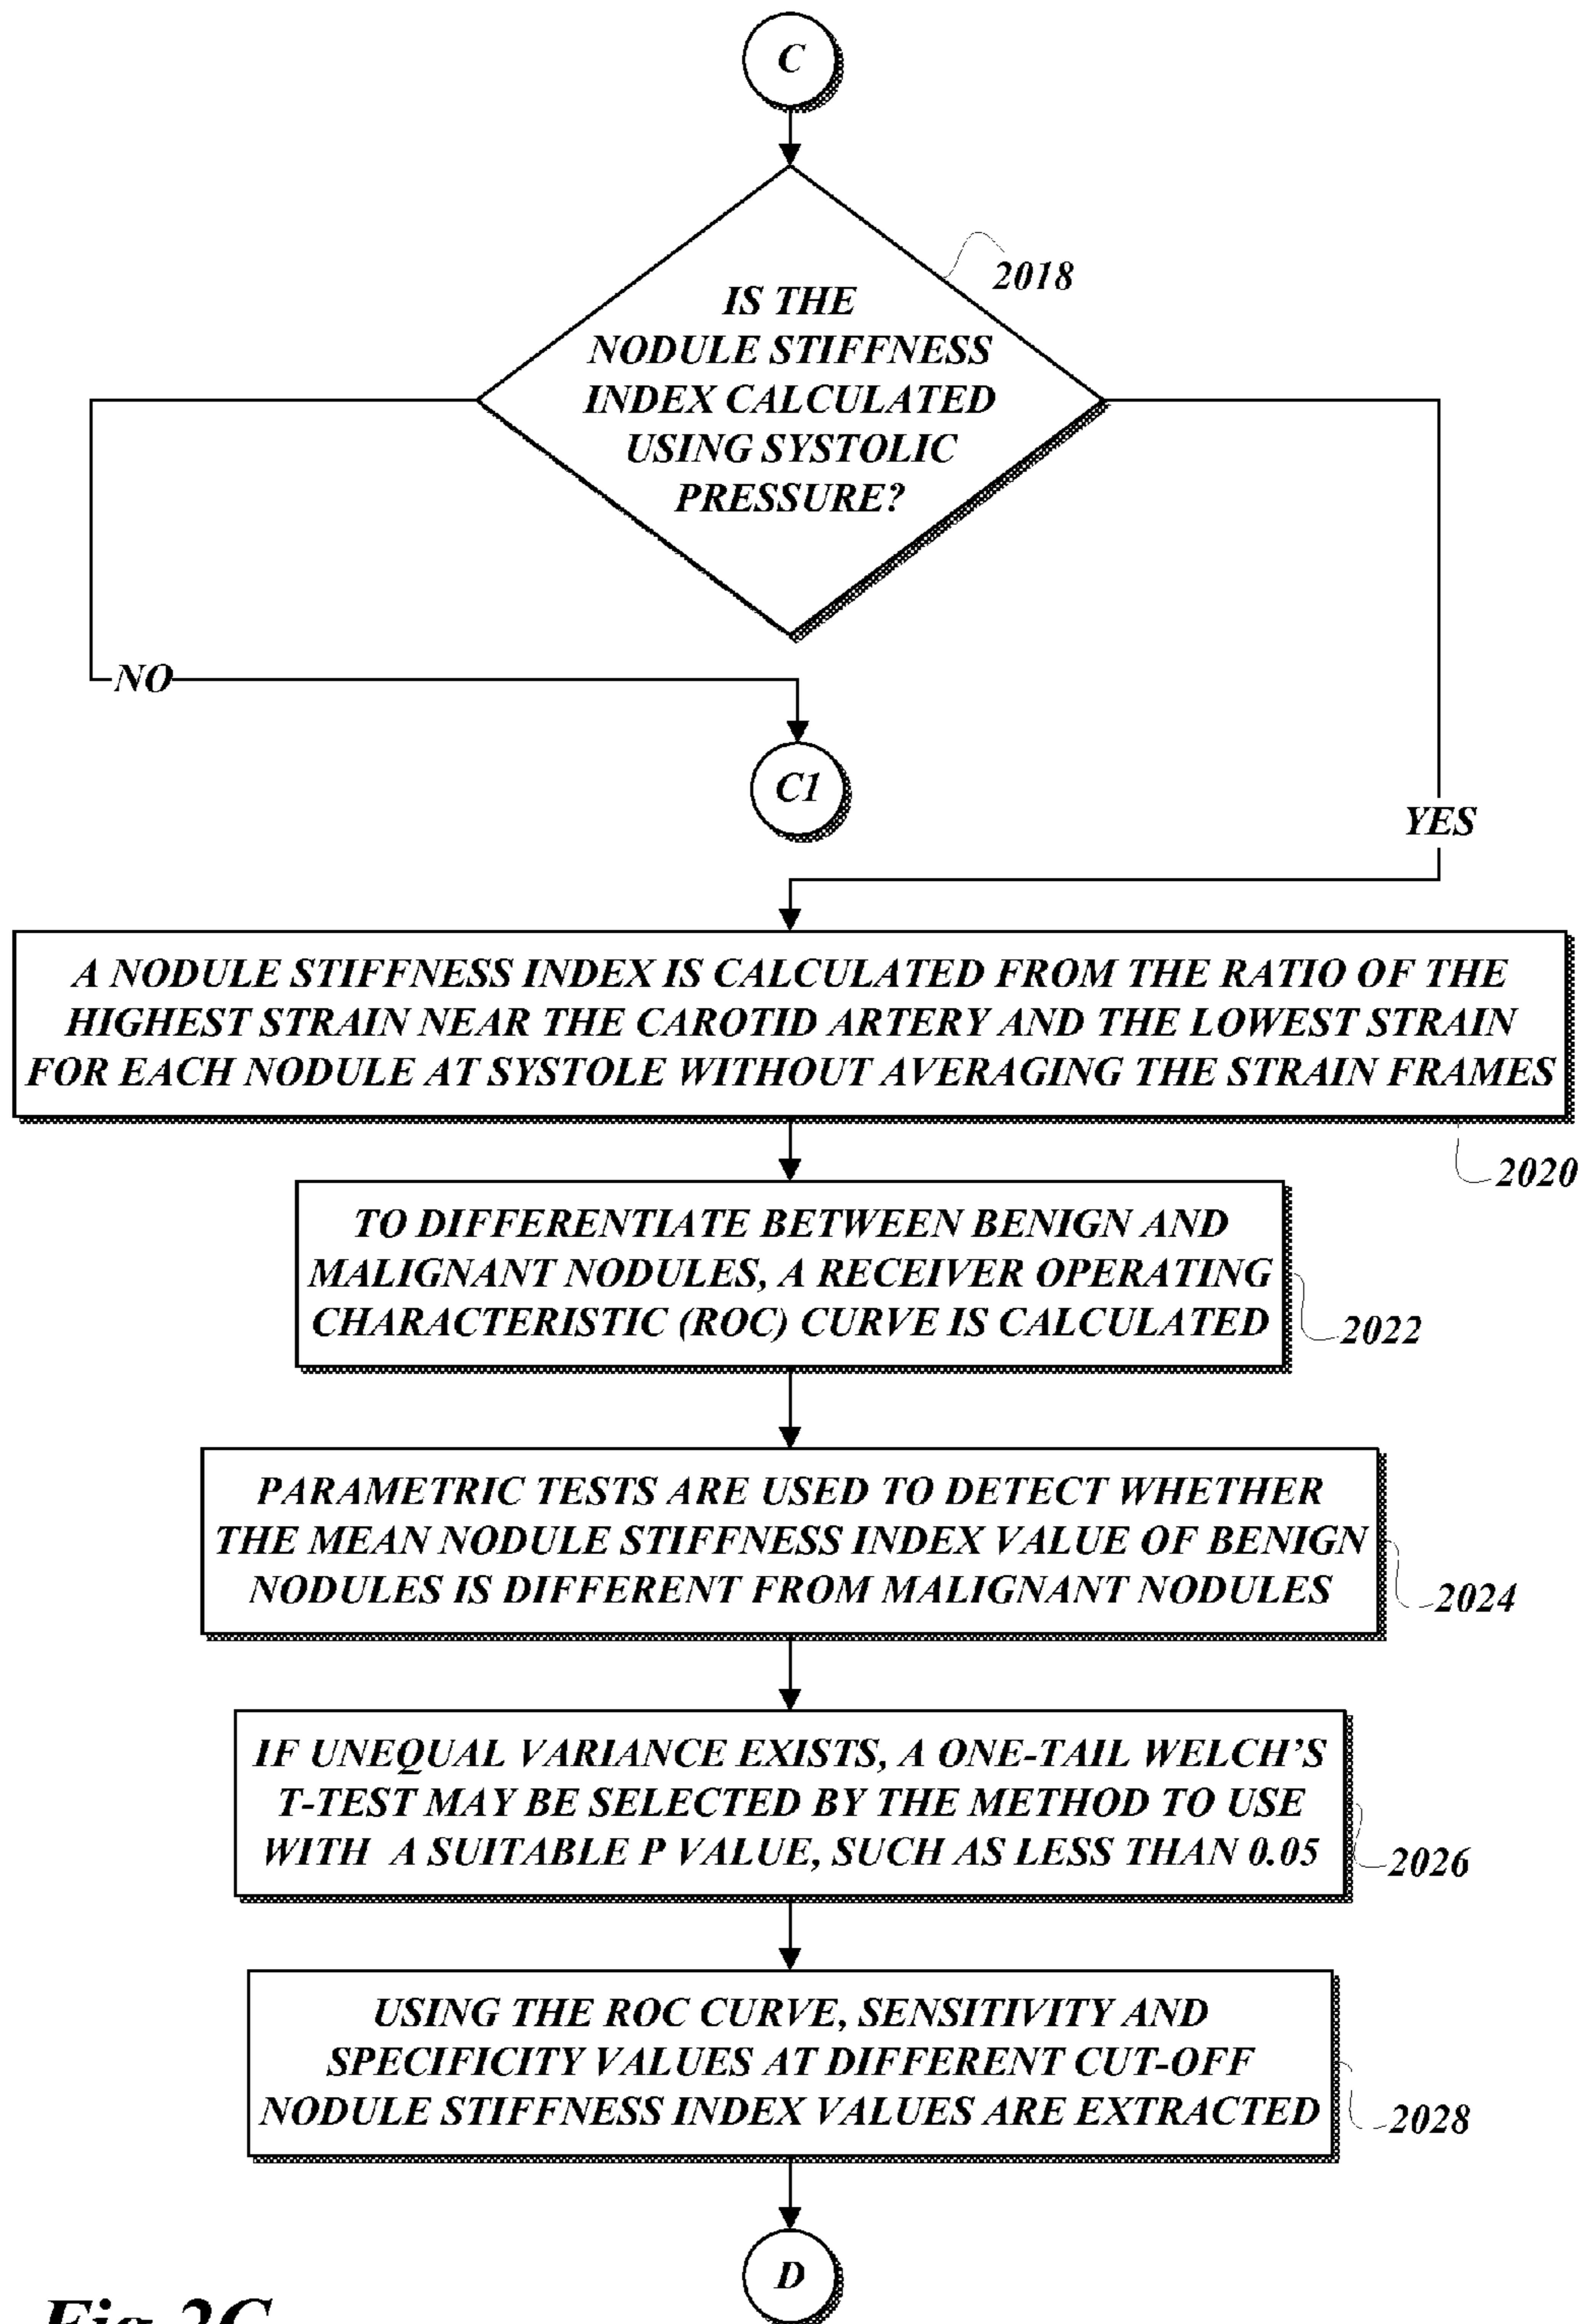 C
2018
IS THE
NODULE STIFFNESS
INDEX CALCULATED
USING SYSTOLIC
PRESSURE?
NO
C1
YES
A NODULE STIFFNESS INDEX IS CALCULATED FROM THE RATIO OF THE
HIGHEST STRAIN NEAR THE CAROTID ARTERY AND THE LOWEST STRAIN
FOR EACH NODULE AT SYSTOLE WITHOUT AVERAGING THE STRAIN FRAMES
2020
TO DIFFERENTIATE BETWEEN BENIGN AND
MALIGNANT NODULES, A RECEIVER OPERATING
CHARACTERISTIC (ROC) CURVE IS CALCULATED
2022
PARAMETRIC TESTS ARE USED TO DETECT WHETHER
THE MEAN NODULE STIFFNESS INDEX VALUE OF BENIGN
NODULES IS DIFFERENT FROM MALIGNANT NODULES
2024
IF UNEQUAL VARIANCE EXISTS, A ONE-TAIL WELCH'S
T-TEST MAY BE SELECTED BY THE METHOD TO USE
WITH A SUITABLE P VALUE, SUCH AS LESS THAN 0.05
2026
USING THE ROC CURVE, SENSITIVITY AND
SPECIFICITY VALUES AT DIFFERENT CUT-OFF
NODULE STIFFNESS INDEX VALUES ARE EXTRACTED
2028
D
Fig.2C